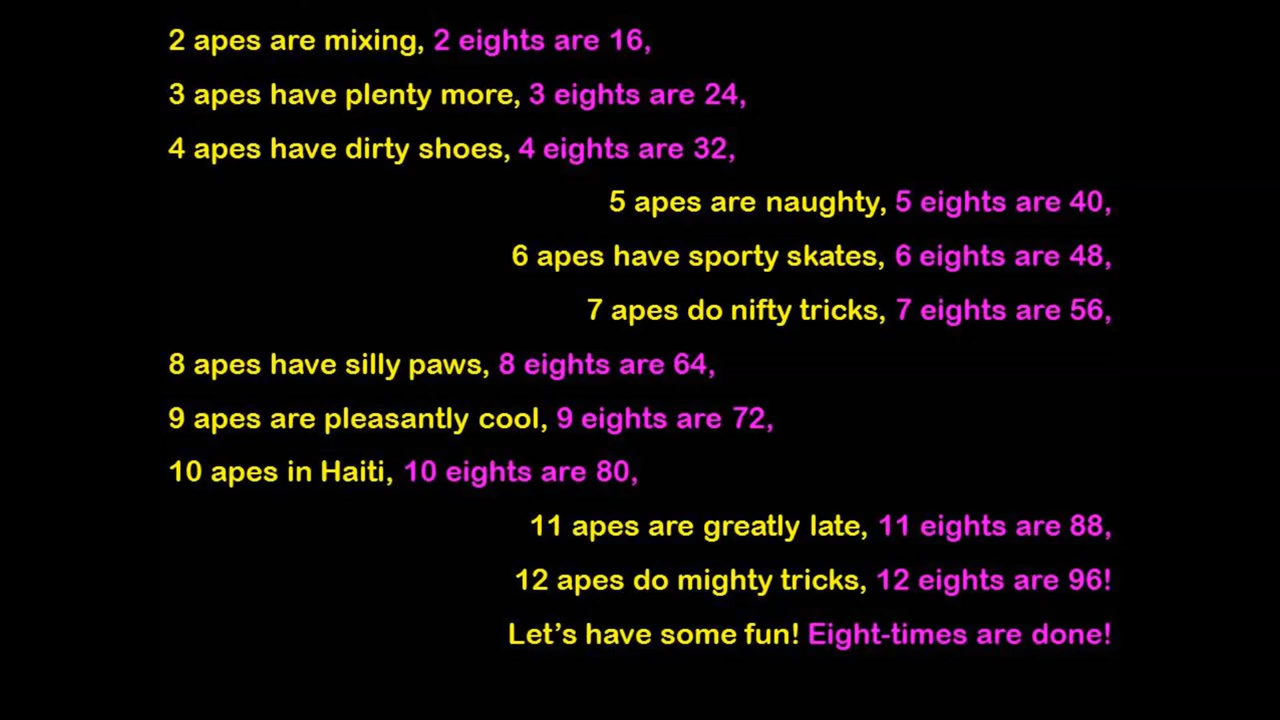 2 apes are mixing, 2 eights are 16,
3 apes have plenty more, 3 eights are 24,
4 apes have dirty shoes, 4 eights are 32,
5 apes are naughty, 5 eights are 40,
6 apes have sporty skates, 6 eights are 48,
7 apes do nifty tricks, 7 eights are 56,
8 apes have silly paws, 8 eights are 64,
9 apes are pleasantly cool, 9 eights are 72,
10 apes in Haiti, 10 eights are 80,
11 apes are greatly late, 11 eights are 88,
12 apes do mighty tricks, 12 eights are 96!
Let’s have some fun! Eight-times are done!